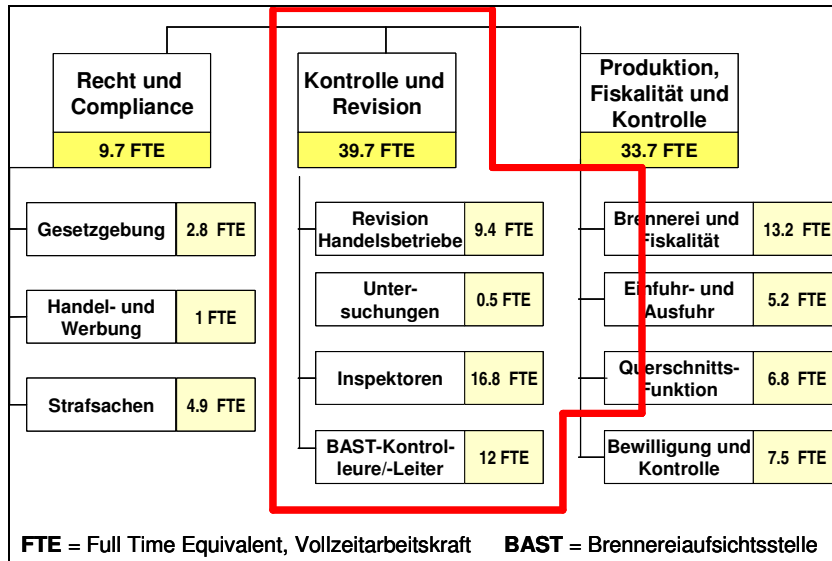 Recht und
Compliance
9.7 FTE
Kontrolle und
Revision
39.7 FTE
Produktion,
Fiskalität und
Kontrolle
33.7 FTE
Gesetzgebung
2.8 FTE
Handel- und
Werbung
1 FTE
Strafsachen
4.9 FTE
Revision
Handelsbetriebe
9.4 FTE
Unter-
suchungen
0.5 FTE
Inspektoren
16.8 FTE
BAST-Kontrol-
leure/-Leiter
12 FTE
Brennerei und
Fiskalität
13.2 FTE
Einfuhr- und
Ausfuhr
5.2 FTE
Querschnitts-
Funktion
6.8 FTE
Bewilligung und
Kontrolle
7.5 FTE
FTE = Full Time Equivalent, Vollzeitarbeitskraft BAST = Brennereiaufsichtsstelle